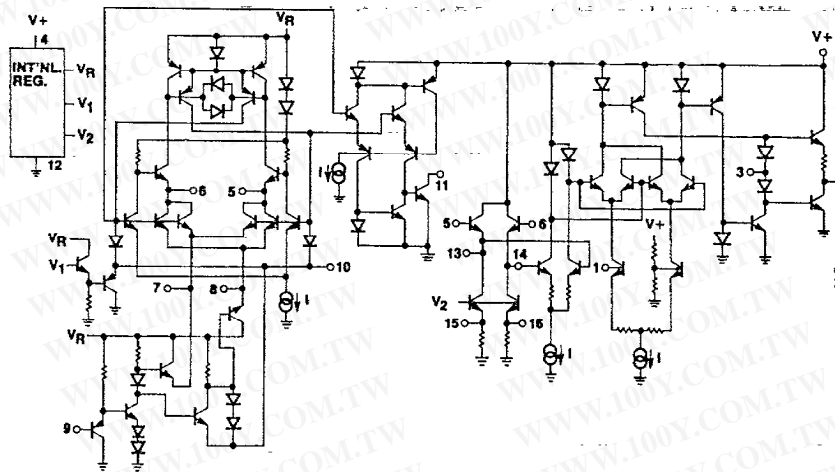 V+
4
INT'NL.
REG.
VR
V1
V2
12
VR
6
5
10
VR
V1
7
8
VR
9
I
11
I
5
6
13
14
V2
15
16
I
1
V+
I
3
V+
WWW.100Y.COM.TW